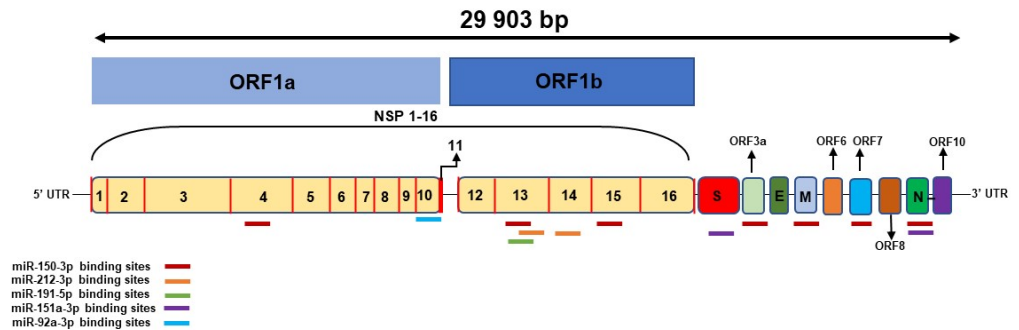 29 903 bp
ORF1a
ORF1b
NSP 1-16
11
ORF3a
ORF6
ORF7
ORF10
5' UTR
1 2 3 4 5 6 7 8 9 10 12 13 14 15 16 S E M N
3' UTR
ORF8
miR-150-3p binding sites
miR-212-3p binding sites
miR-191-5p binding sites
miR-151a-3p binding sites
miR-92a-3p binding sites